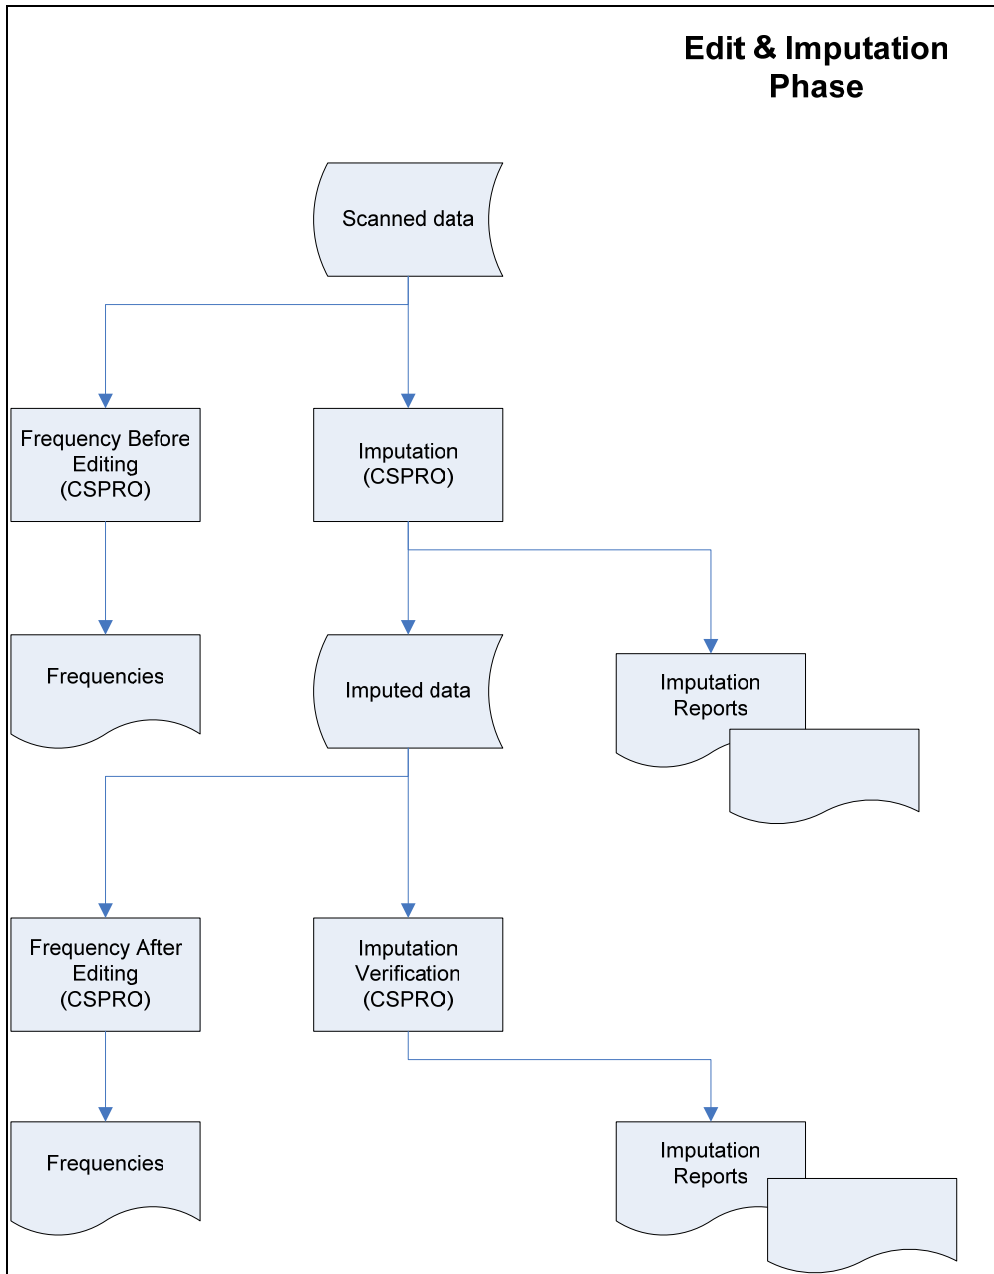 Edit & Imputation
Phase
Scanned data
Frequency Before
Editing
(CSPRO)
Imputation
(CSPRO)
Frequencies
Imputed data
Imputation
Reports
Frequency After
Editing
(CSPRO)
Imputation
Verification
(CSPRO)
Frequencies
Imputation
Reports